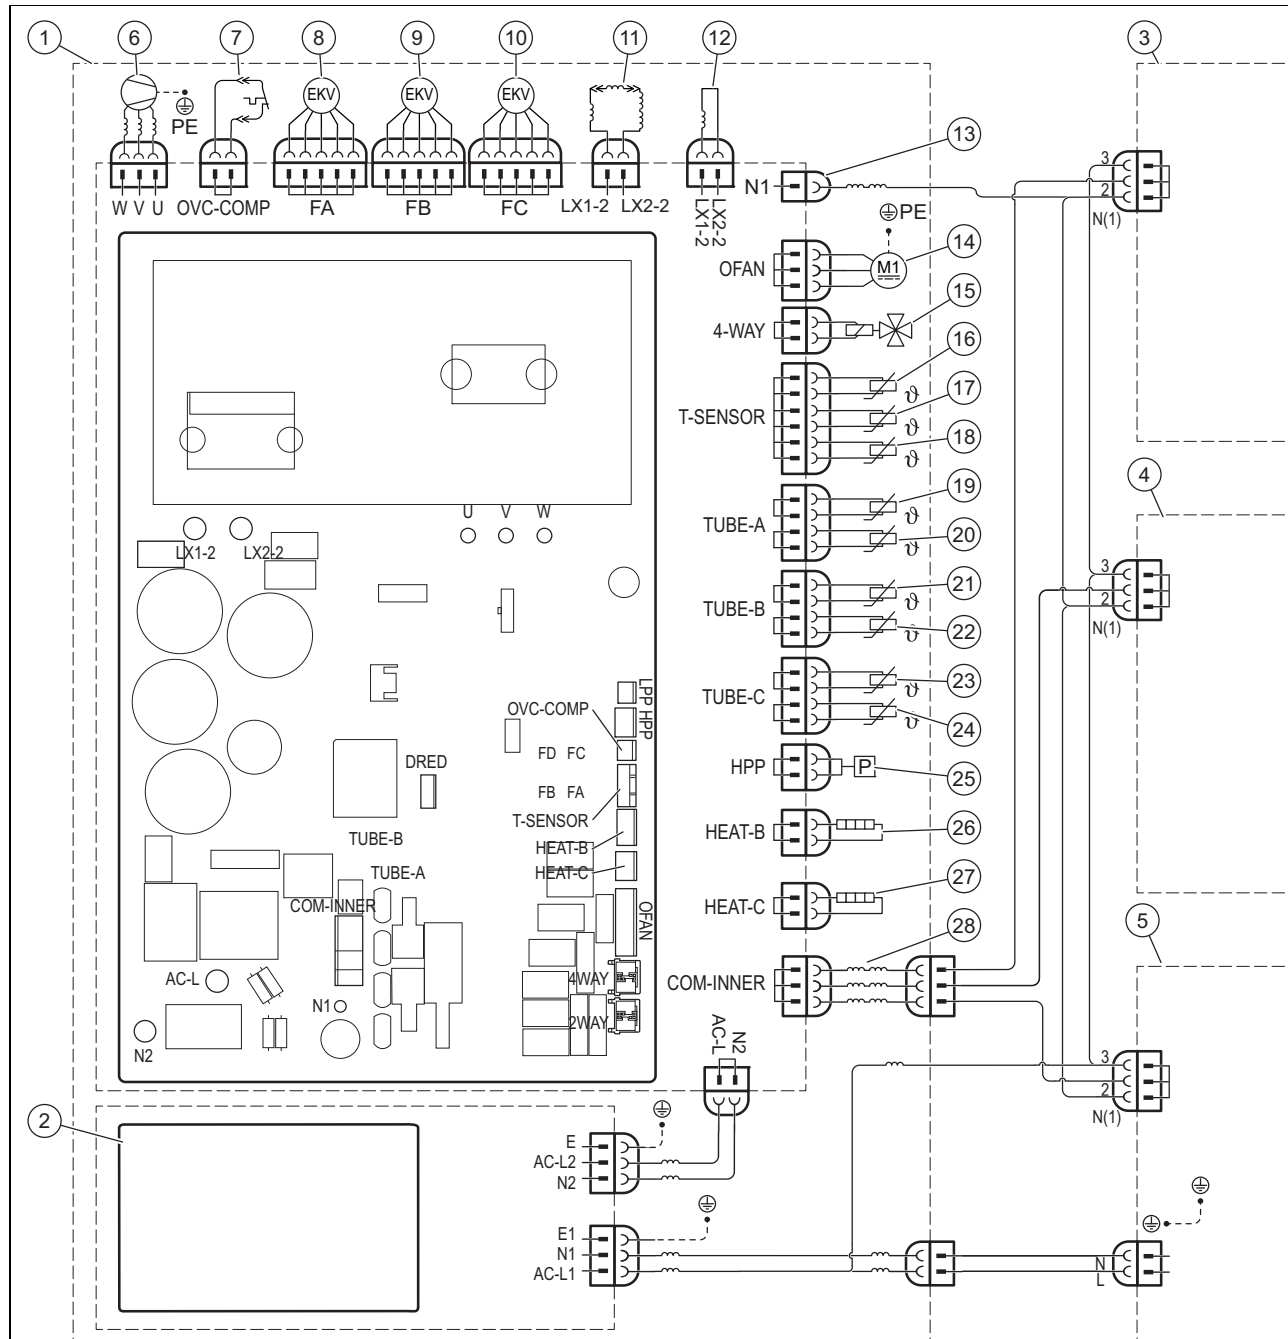 1
6
7
8
9
10
11
12
3
EKV
EKV
EKV
PE
13
W V U
OVC-COMP
FA
FB
FC
LX1-2
LX2-2
LX1-2
LX2-2
N1
3
2
N(1)
PE
OFAN
M1
14
4-WAY
15
16
T-SENSOR
ϑ
17
ϑ
18
ϑ
4
U
V
W
LX1-2
LX2-2
TUBE-A
19
ϑ
20
ϑ
3
2
N(1)
TUBE-B
21
ϑ
22
ϑ
TUBE-C
23
ϑ
24
ϑ
LPP
HPP
OVC-COMP
FD FC
DRED
FB FA
T-SENSOR
TUBE-B
HEAT-B
TUBE-A
HEAT-C
COM-INNER
OFAN
HPP
P
25
HEAT-B
26
HEAT-C
27
28
5
COM-INNER
AC-L
N1
N2
4WAY
2WAY
AC-L
N2
3
2
N(1)
2
E
AC-L2
N2
E1
N1
AC-L1
N
L